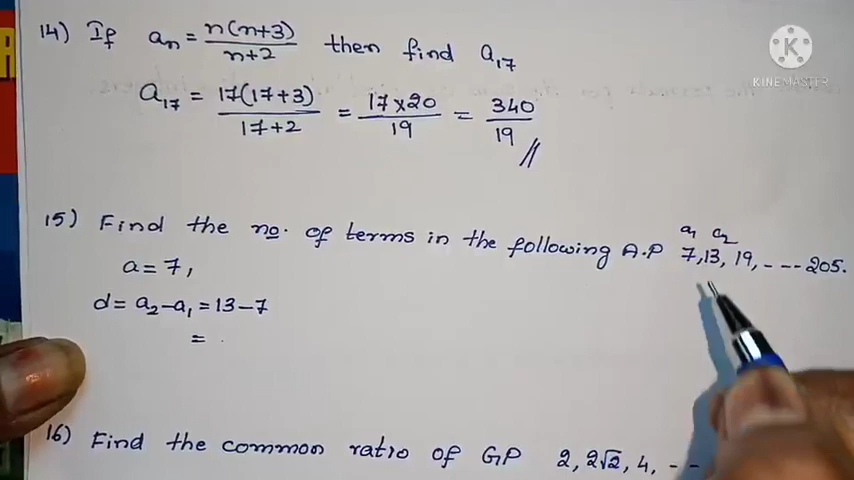 KINEMASTER
14) If aₙ = n(n+3)/n+2 then find a₁₇
a₁₇ = 17(17+3)/17+2 = 17×20/19 = 340/19 //
15) Find the no. of terms in the following A.P 7, 13, 19, ---- 205.
a₁ a₂
a = 7,
d = a₂-a₁ = 13-7
=
16) Find the common ratio of GP 2, 2√2, 4, --